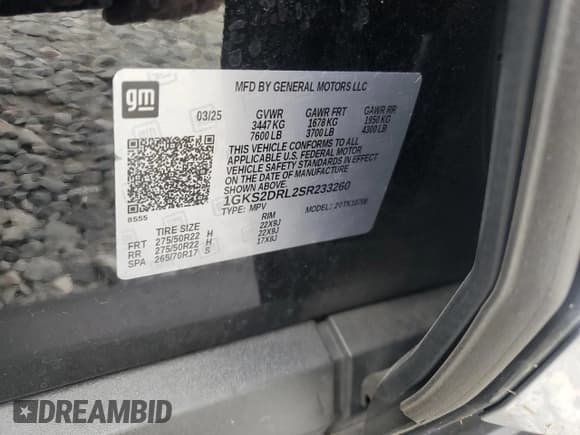 gm
MFD BY GENERAL MOTORS LLC
03/25 GVWR GAWR FRT GAWR RR
3447 KG 1678 KG 1950 KG
7600 LB 3700 LB 4300 LB
THIS VEHICLE CONFORMS TO ALL
APPLICABLE U.S. FEDERAL MOTOR
VEHICLE SAFETY STANDARDS IN EFFECT
ON THE DATE OF MANUFACTURE
SHOWN ABOVE.
1GKS2DRL2SR233260
TYPE: MPV MODEL:
8555
TIRE SIZE RIM
FRT 275/50R22 H 22X9J
RR 275/50R22 H 22X9J
SPA 265/70R17 S 17X8J
DREAMBID